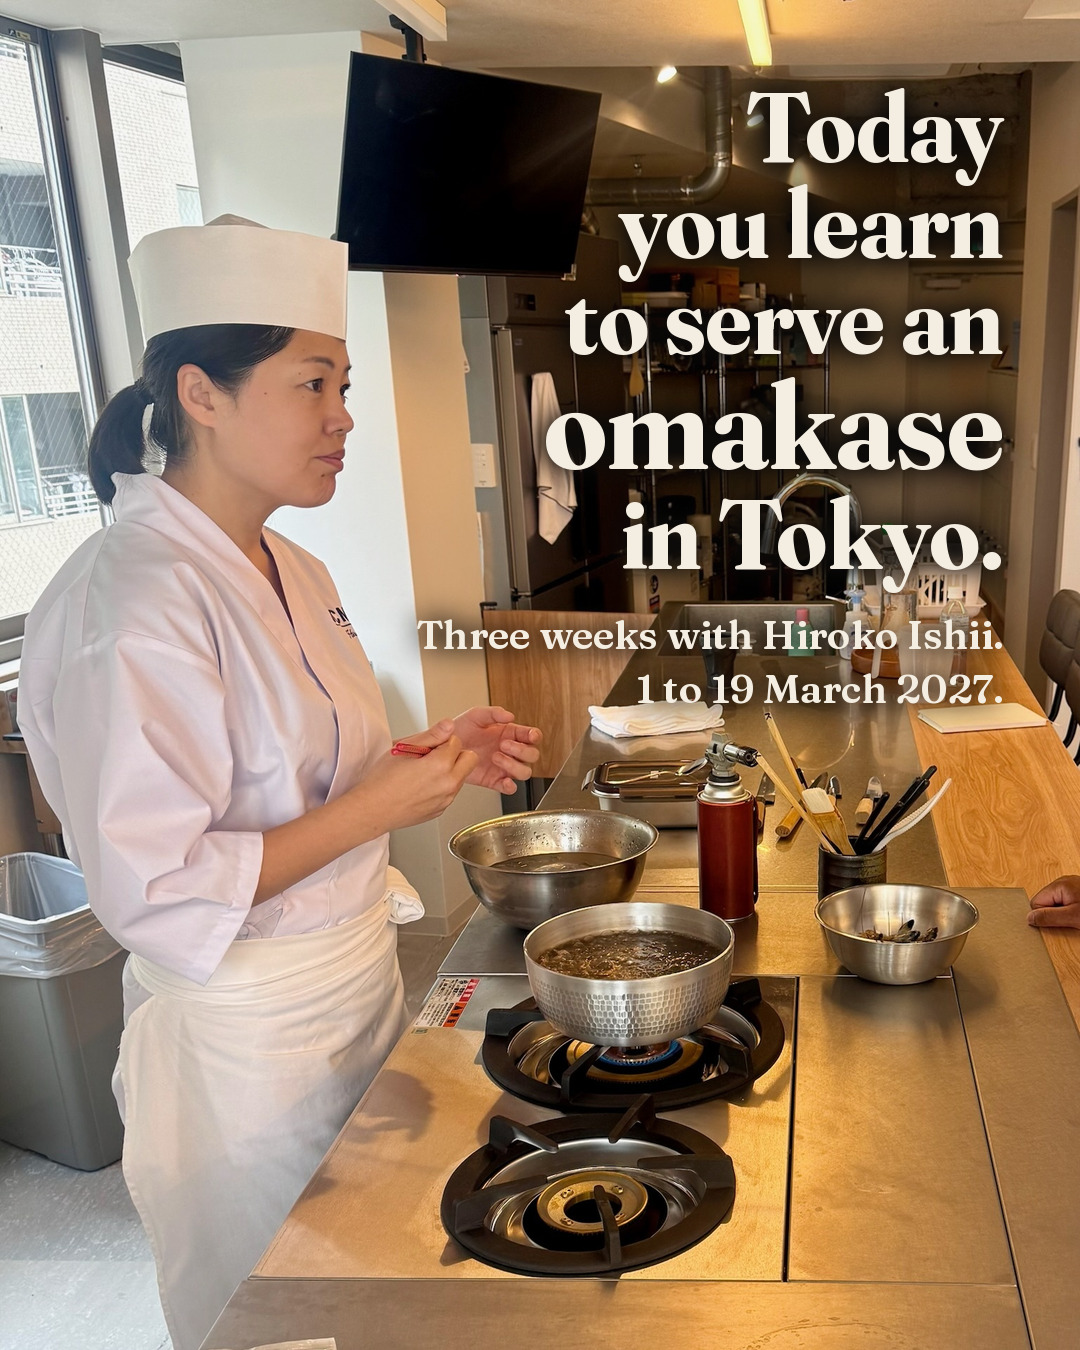 Today
you learn
to serve an
omakase
in Tokyo.
Three weeks with Hiroko Ishii.
1 to 19 March 2027.